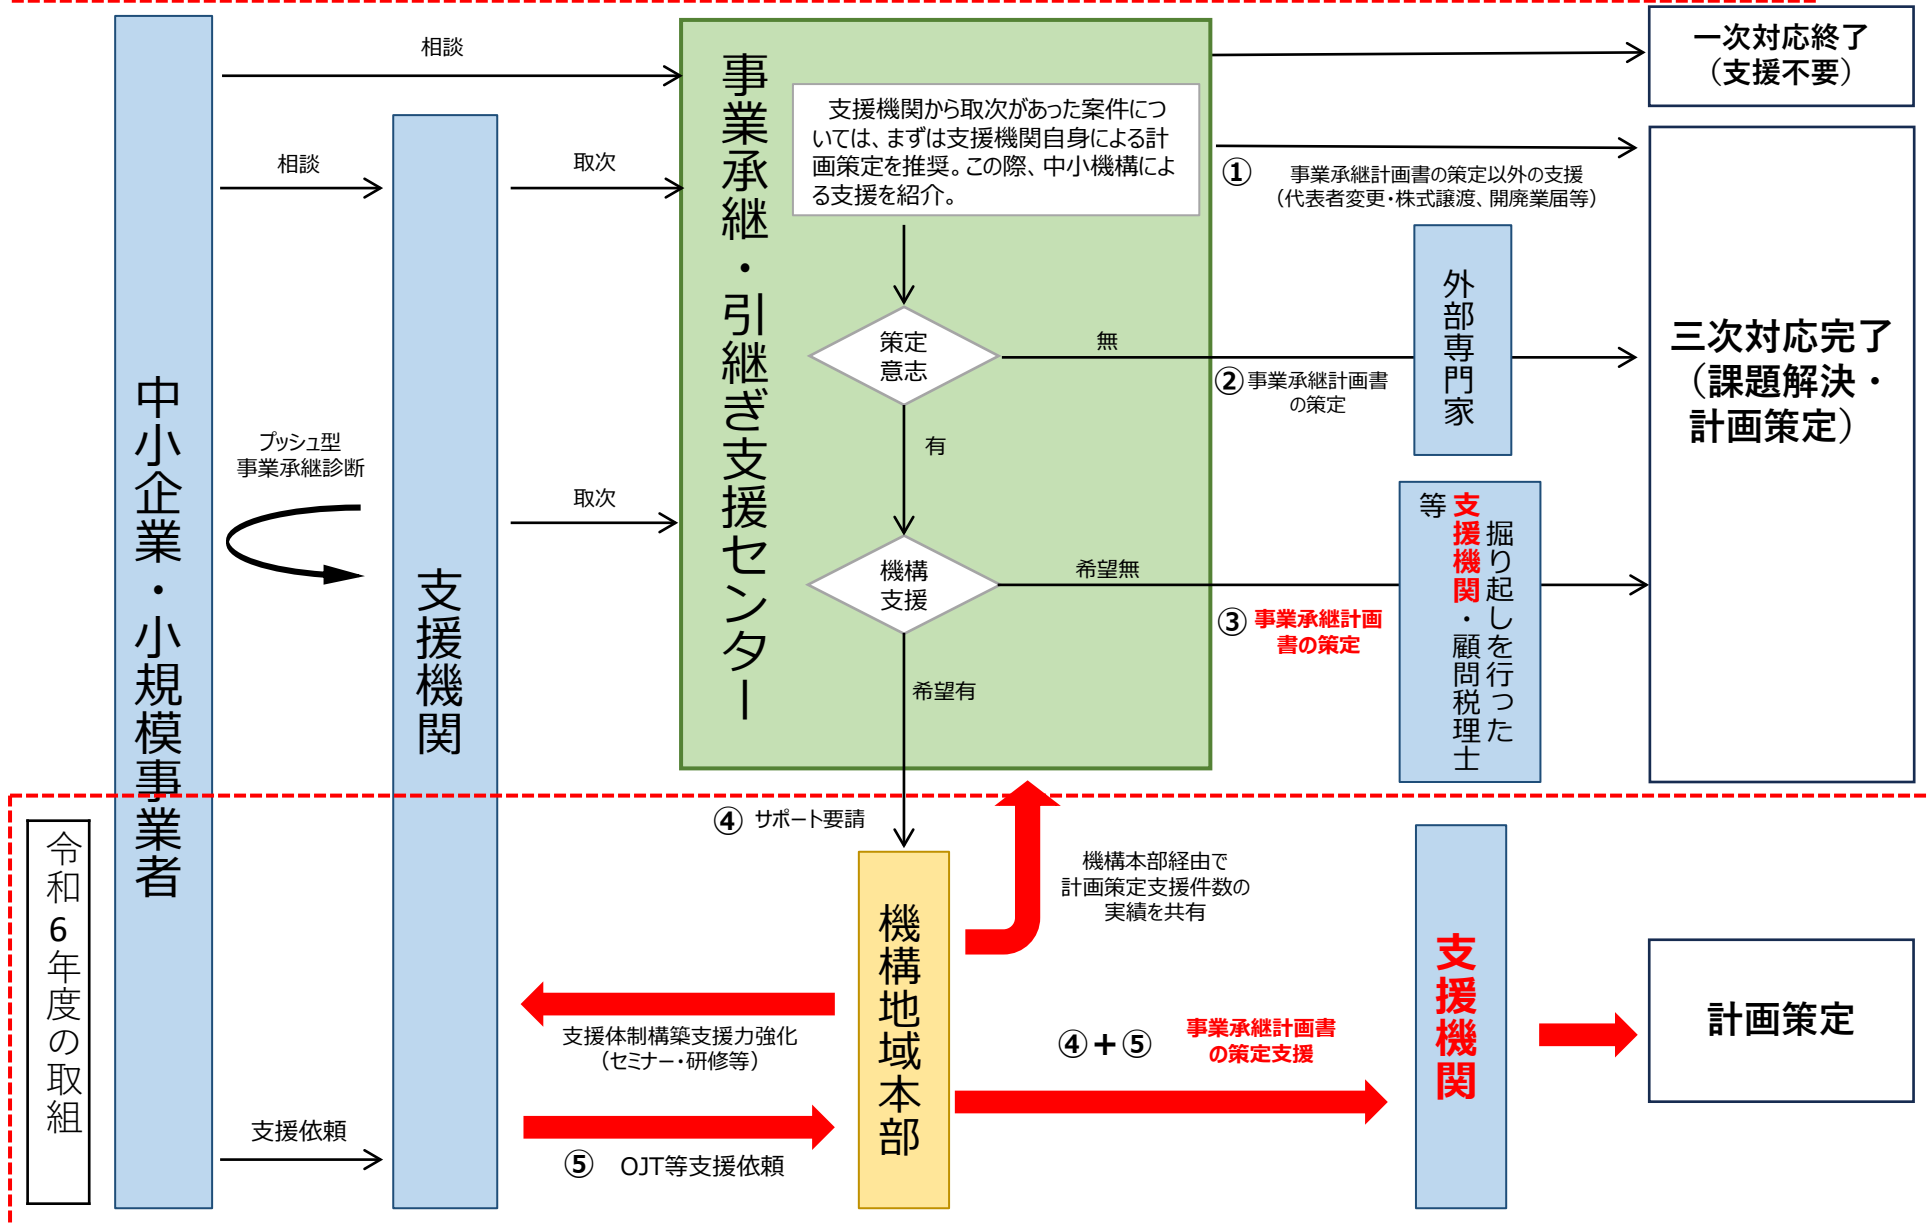 中小企業・小規模事業者
支援機関
相談
相談
取次
プッシュ型
事業承継診断
取次
事業承継・引継ぎ支援センター
支援機関から取次があった案件につ
いては、まずは支援機関自身による計
画策定を推奨。この際、中小機構によ
る支援を紹介。
策定
意志
無
有
機構
支援
希望無
希望有
一次対応終了
（支援不要）
①
事業承継計画書の策定以外の支援
（代表者変更・株式譲渡、開廃業届等）
② 事業承継計画書
の策定
外部専門家
③ 事業承継計画
書の策定
掘り起しを行った
支援機関・顧問税理士
等
三次対応完了
（課題解決・
計画策定）
令和6年度の取組
④ サポート要請
機構地域本部
機構本部経由で
計画策定支援件数の
実績を共有
支援体制構築支援力強化
（セミナー・研修等）
支援依頼
⑤ OJT等支援依頼
④＋⑤
事業承継計画書
の策定支援
支援機関
計画策定